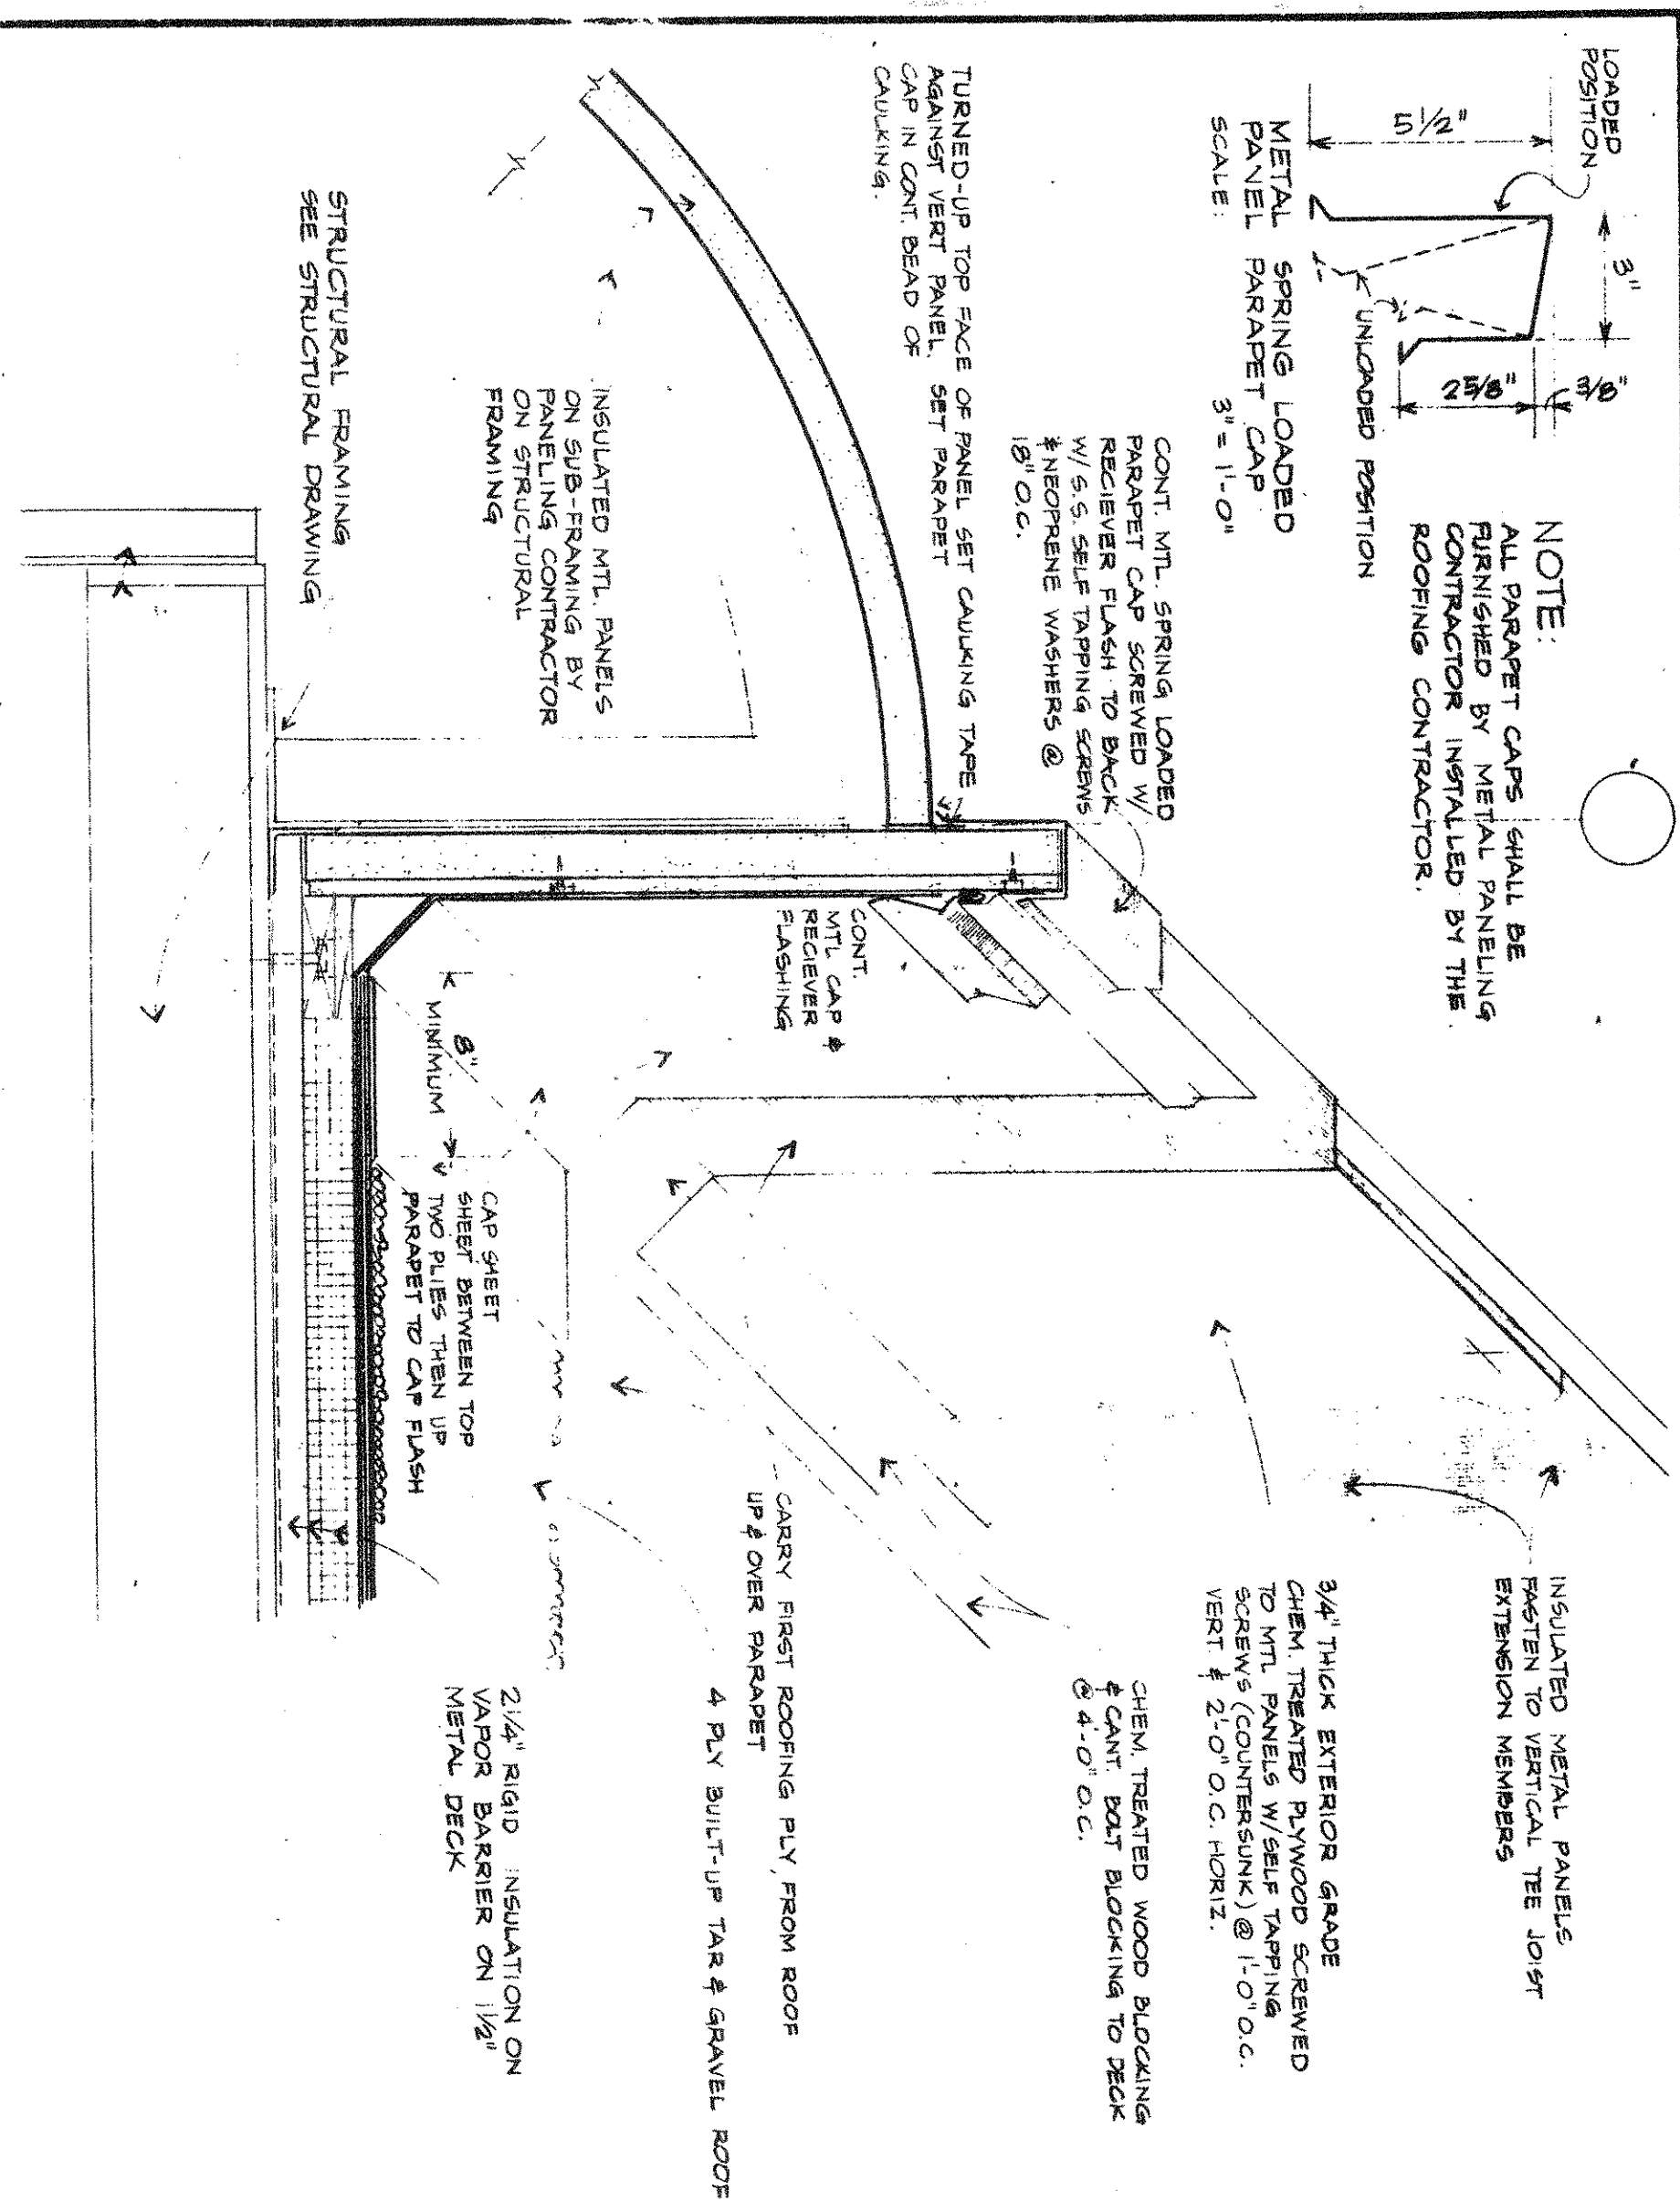 LOADED
POSITION
3"
3/8"
5 1/2"
2 5/8"
UNLOADED POSITION
METAL SPRING LOADED
PANEL PARAPET CAP
SCALE: 3" = 1'-0"
NOTE:
ALL PARAPET CAPS SHALL BE
FURNISHED BY METAL PANELING
CONTRACTOR INSTALLED BY THE
ROOFING CONTRACTOR.
CONT. MTL. SPRING LOADED
PARAPET CAP SCREWED W/
RECIEVER FLASH TO BACK
W/ S.S. SELF TAPPING SCREWS
& NEOPRENE WASHERS @
18" O.C.
TURNED-UP TOP FACE OF PANEL SET CAULKING TAPE
AGAINST VERT PANEL. SET PARAPET
CAP IN CONT. BEAD OF
CAULKING.
INSULATED MTL. PANELS
ON SUB-FRAMING BY
PANELING CONTRACTOR
ON STRUCTURAL
FRAMING
STRUCTURAL FRAMING
SEE STRUCTURAL DRAWING
CONT.
MTL CAP &
RECIEVER
FLASHING
8"
MINIMUM
CAP SHEET
SHEET BETWEEN TOP
TWO PLIES THEN UP
PARAPET TO CAP FLASH
INSULATED METAL PANELS
FASTEN TO VERTICAL TEE JOIST
EXTENSION MEMBERS
3/4" THICK EXTERIOR GRADE
CHEM. TREATED PLYWOOD SCREWED
TO MTL PANELS W/ SELF TAPPING
SCREWS (COUNTERSUNK) @ 1'-0" O.C.
VERT. & 2'-0" O.C. HORIZ.
CHEM. TREATED WOOD BLOCKING
& CANT. BOLT BLOCKING TO DECK
@ 4'-0" O.C.
CARRY FIRST ROOFING PLY, FROM ROOF
UP & OVER PARAPET
4 PLY BUILT-UP TAR & GRAVEL ROOF
2 1/4" RIGID INSULATION ON
VAPOR BARRIER ON 1 1/2"
METAL DECK